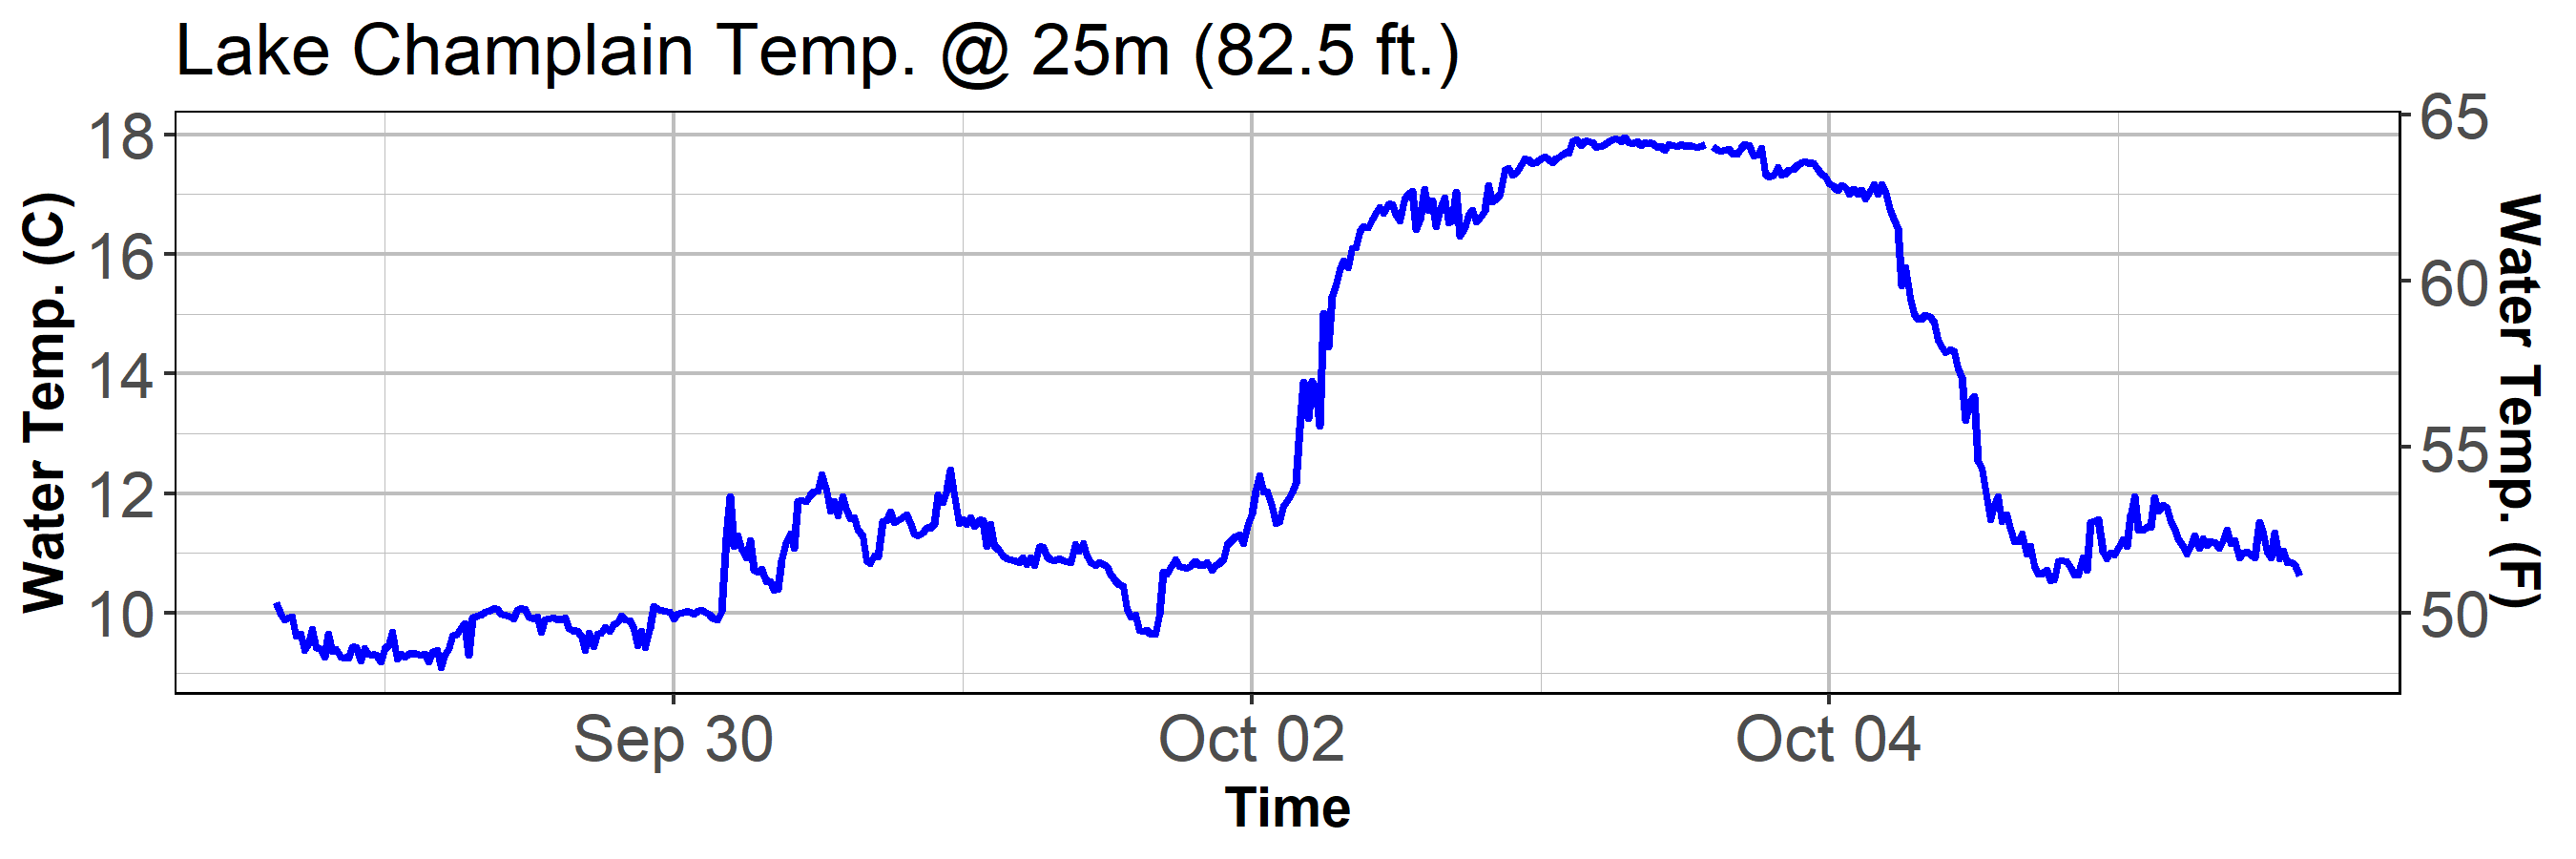 Lake Champlain Temp. @ 25m (82.5 ft.)
Water Temp. (C)
18
16
14
12
10
65
60
55
50
Water Temp. (F)
Sep 30
Oct 02
Oct 04
Time